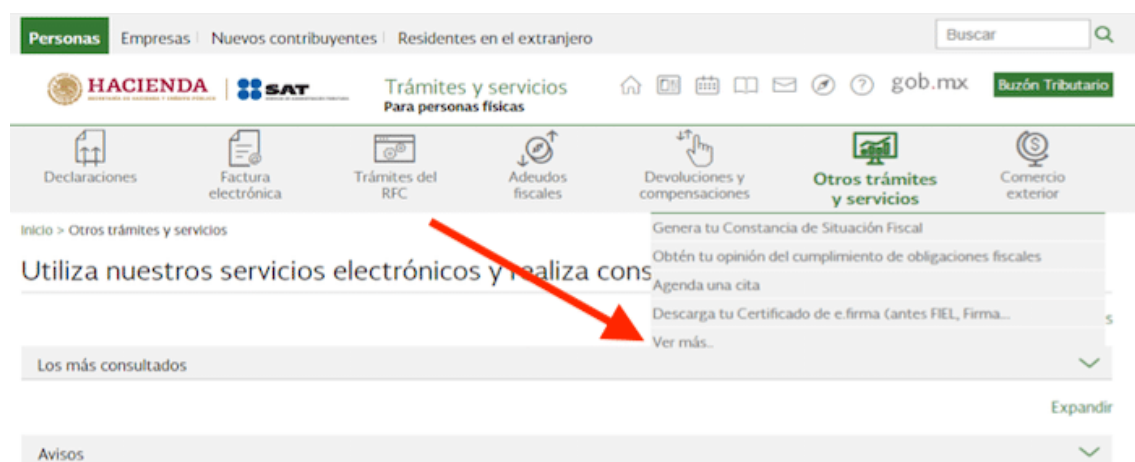 Personas Empresas Nuevos contribuyentes Residentes en el extranjero Buscar
HACIENDA SAT Trámites y servicios gob.mx Buzón Tributario
Para personas físicas
Declaraciones Factura Trámites del Adeudos Devoluciones y Otros trámites Comercio
electrónica RFC fiscales compensaciones y servicios exterior
Inicio > Otros trámites y servicios
Genera tu Constancia de Situación Fiscal
Utiliza nuestros servicios electrónicos y realiza cons
Obtén tu opinión del cumplimiento de obligaciones fiscales
Agenda una cita
Descarga tu Certificado de e.firma (antes FIEL, Firma...
s
Ver más..
Los más consultados
Expandir
Avisos